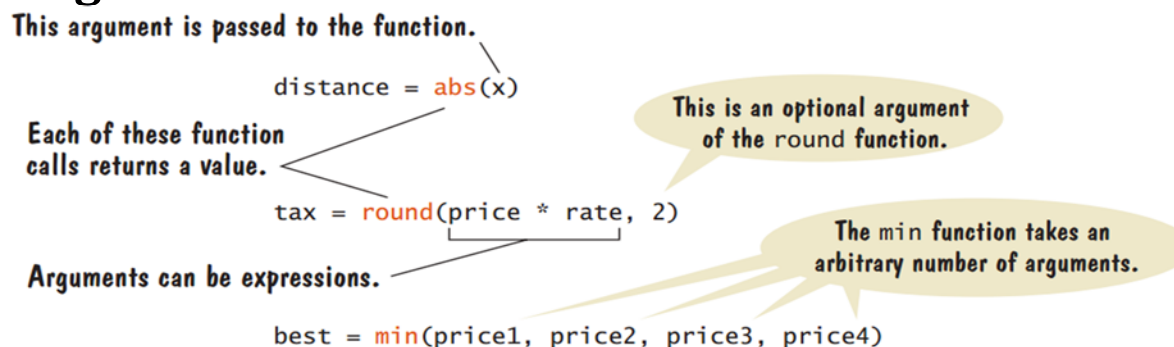 This argument is passed to the function.
distance = abs(x)
This is an optional argument
of the round function.
Each of these function
calls returns a value.
tax = round(price * rate, 2)
The min function takes an
arbitrary number of arguments.
Arguments can be expressions.
best = min(price1, price2, price3, price4)